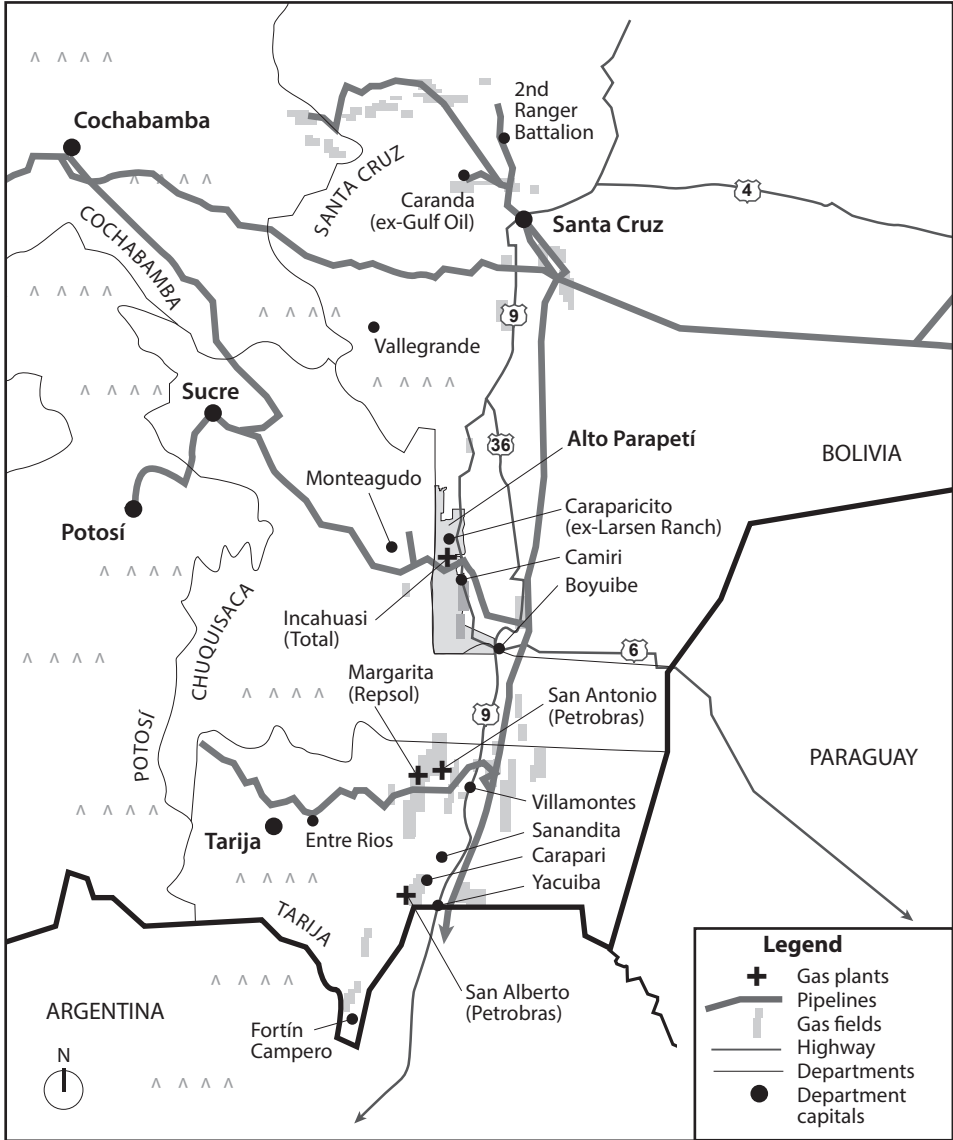 2nd
Ranger
Battalion
Cochabamba
SANTA CRUZ
Caranda
(ex-Gulf Oil)
4
Santa Cruz
COCHABAMBA
9
Vallegrande
Sucre
Alto Parapetí
36
BOLIVIA
Monteagudo
Caraparicito
(ex-Larsen Ranch)
Potosí
Camiri
Boyuibe
CHUQUISACA
Incahuasi
(Total)
6
Margarita
(Repsol)
San Antonio
(Petrobras)
9
POTOSÍ
PARAGUAY
Villamontes
Tarija
Entre Rios
Sanandita
Carapari
Yacuiba
TARIJA
San Alberto
(Petrobras)
ARGENTINA
Fortín
Campero
N
Legend
Gas plants
Pipelines
Gas fields
Highway
Departments
Department
capitals